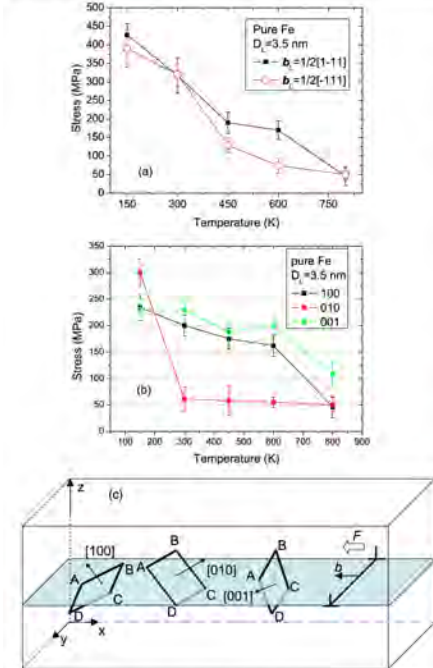 450
400
350
300
250
200
150
100
50
0
Stress (MPa)
Pure Fe
D_L=3.5 nm
b_L=1/2[1-11]
b_L=1/2[-111]
(a)
150 300 450 600 750
Temperature (K)
350
300
250
200
150
100
50
0
Stress (MPa)
pure Fe
D_L=3.5 nm
100
010
001
(b)
100 200 300 400 500 600 700 800 900
Temperature (K)
(c)
z
B
B
[100]
B
F
A
A
[010]
A
b
C
C
[001]
C
D
D
D
y
x